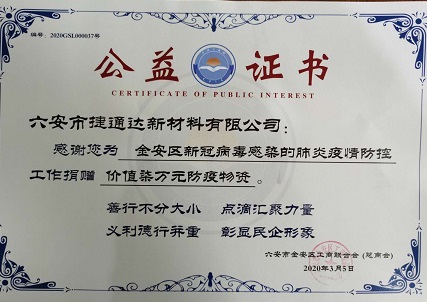 编号：2020GSL000037号
公益证书
CERTIFICATE OF PUBLIC INTEREST
六安市捷通达新材料有限公司：
感谢您为 金安区新冠病毒感染的肺炎疫情防控
工作捐赠 价值柒万元防疫物资 。
善行不分大小 点滴汇聚力量
义利德行并重 彰显民企形象
六安市金安区工商联合会（总商会）
2020年3月5日